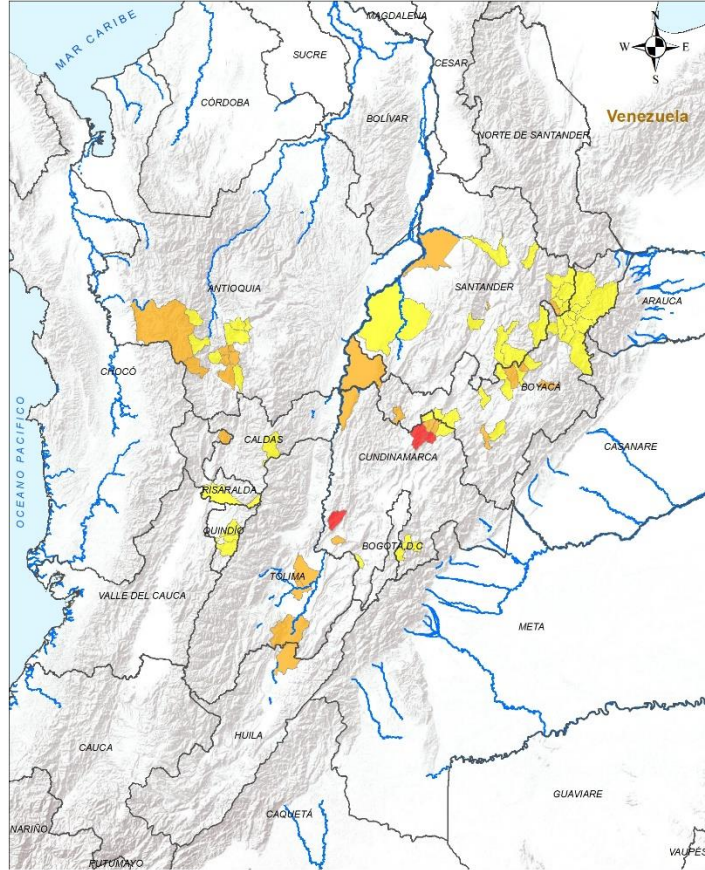 MAGDALENA
N
MAR CARIBE
SUCRE
CESAR
W
E
S
CÓRDOBA
BOLÍVAR
Venezuela
NORTE DE SANTANDER
ANTIOQUIA
SANTANDER
ARAUCA
CHOCÓ
BOYACÁ
OCEANO PACIFICO
CALDAS
CUNDINAMARCA
CASANARE
RISARALDA
QUINDÍO
BOGOTÁ, D.C
TOLIMA
VALLE DEL CAUCA
META
HUILA
CAUCA
GUAVIARE
CAQUETÁ
NARIÑO
PUTUMAYO
VAUPÉS